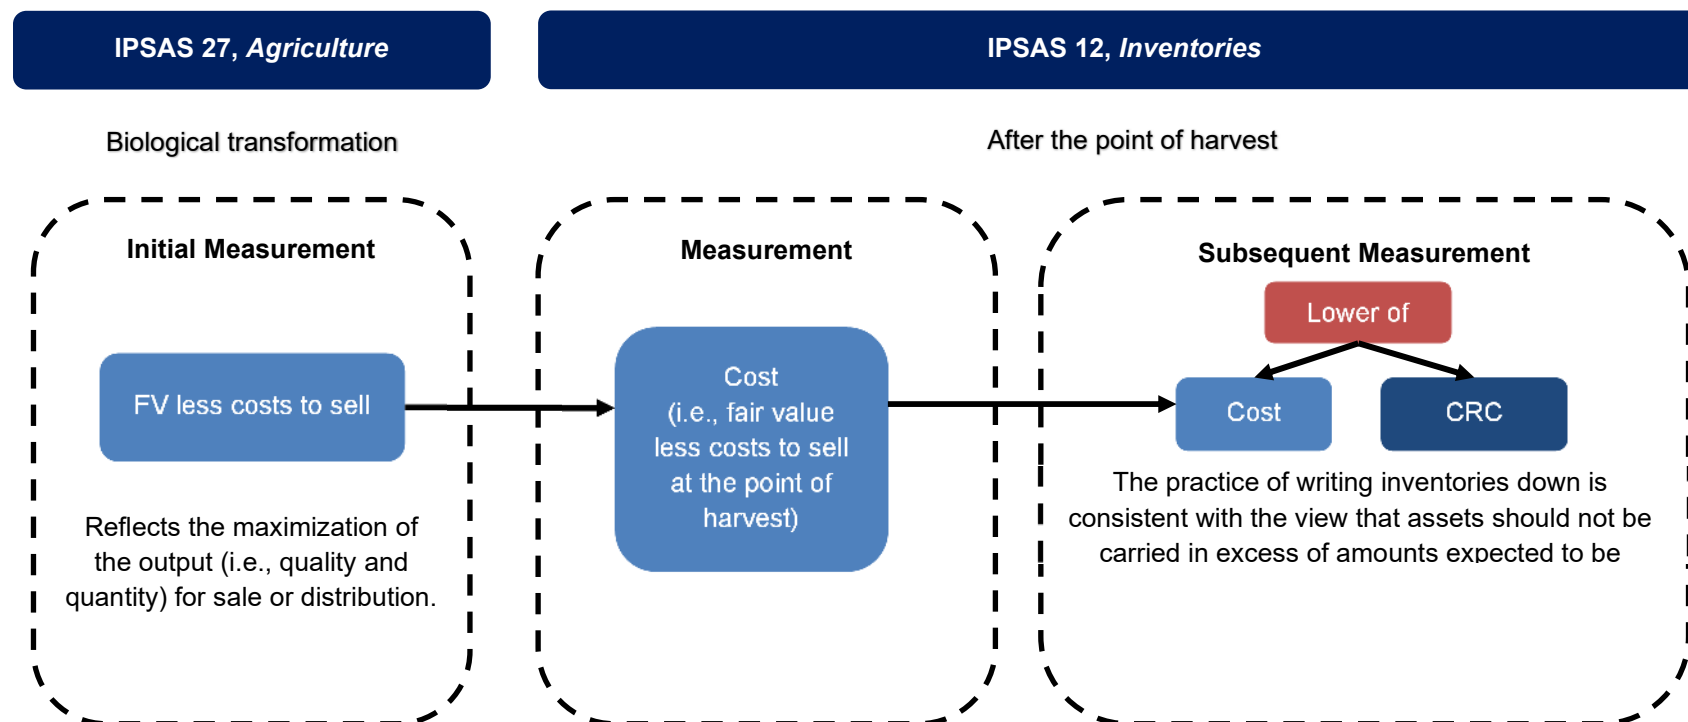 IPSAS 27, Agriculture
IPSAS 12, Inventories
Biological transformation
After the point of harvest
Initial Measurement
FV less costs to sell
Reflects the maximization of
the output (i.e., quality and
quantity) for sale or distribution.
Measurement
Cost
(i.e., fair value
less costs to sell
at the point of
harvest)
Subsequent Measurement
Lower of
Cost
CRC
The practice of writing inventories down is
consistent with the view that assets should not be
carried in excess of amounts expected to be